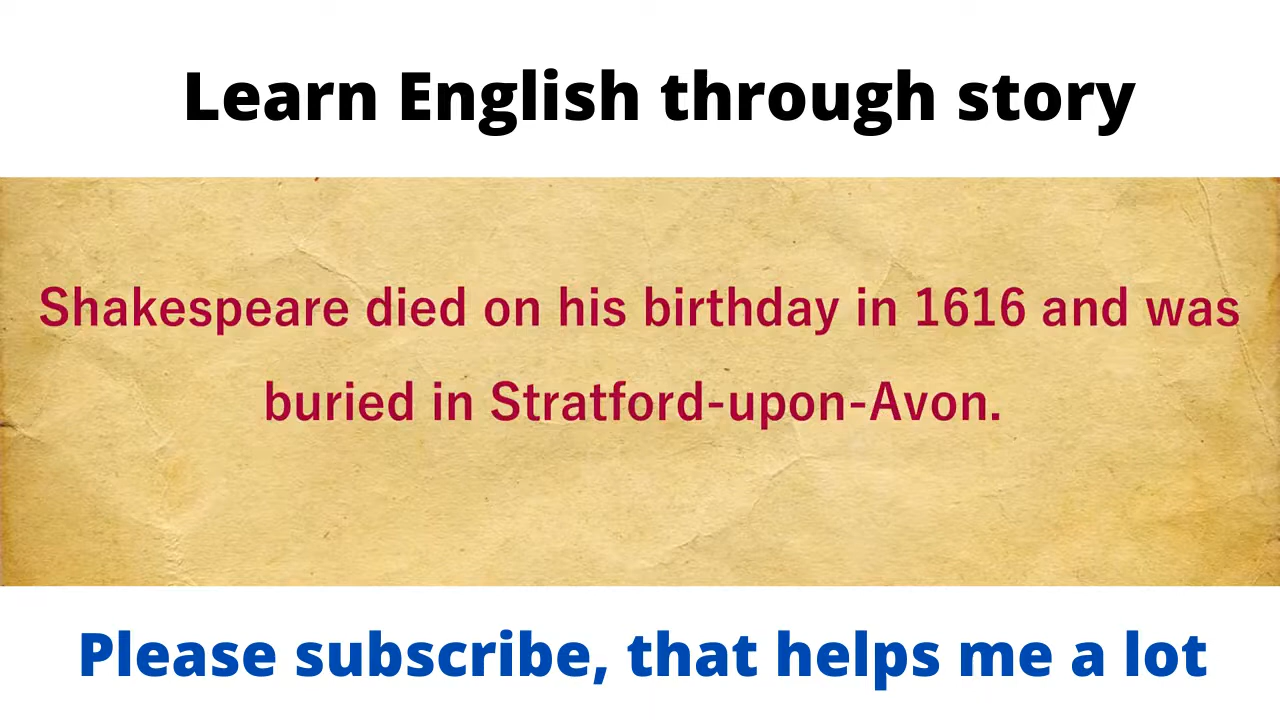 Learn English through story
Shakespeare died on his birthday in 1616 and was
buried in Stratford-upon-Avon.
Please subscribe, that helps me a lot